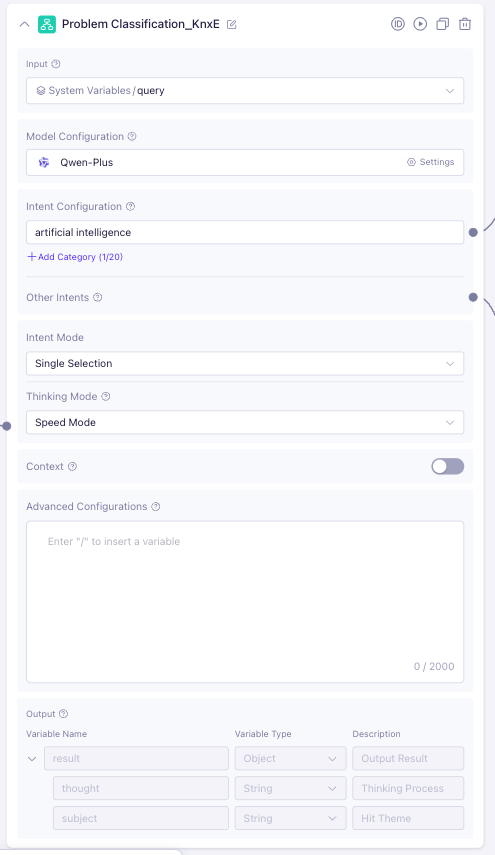 Problem Classification_KnxE
Input
System Variables/query
Model Configuration
Qwen-Plus Settings
Intent Configuration
artificial intelligence
+Add Category (1/20)
Other Intents
Intent Mode
Single Selection
Thinking Mode
Speed Mode
Context
Advanced Configurations
Enter "/" to insert a variable
0 / 2000
Output
Variable Name Variable Type Description
result Object Output Result
thought String Thinking Process
subject String Hit Theme